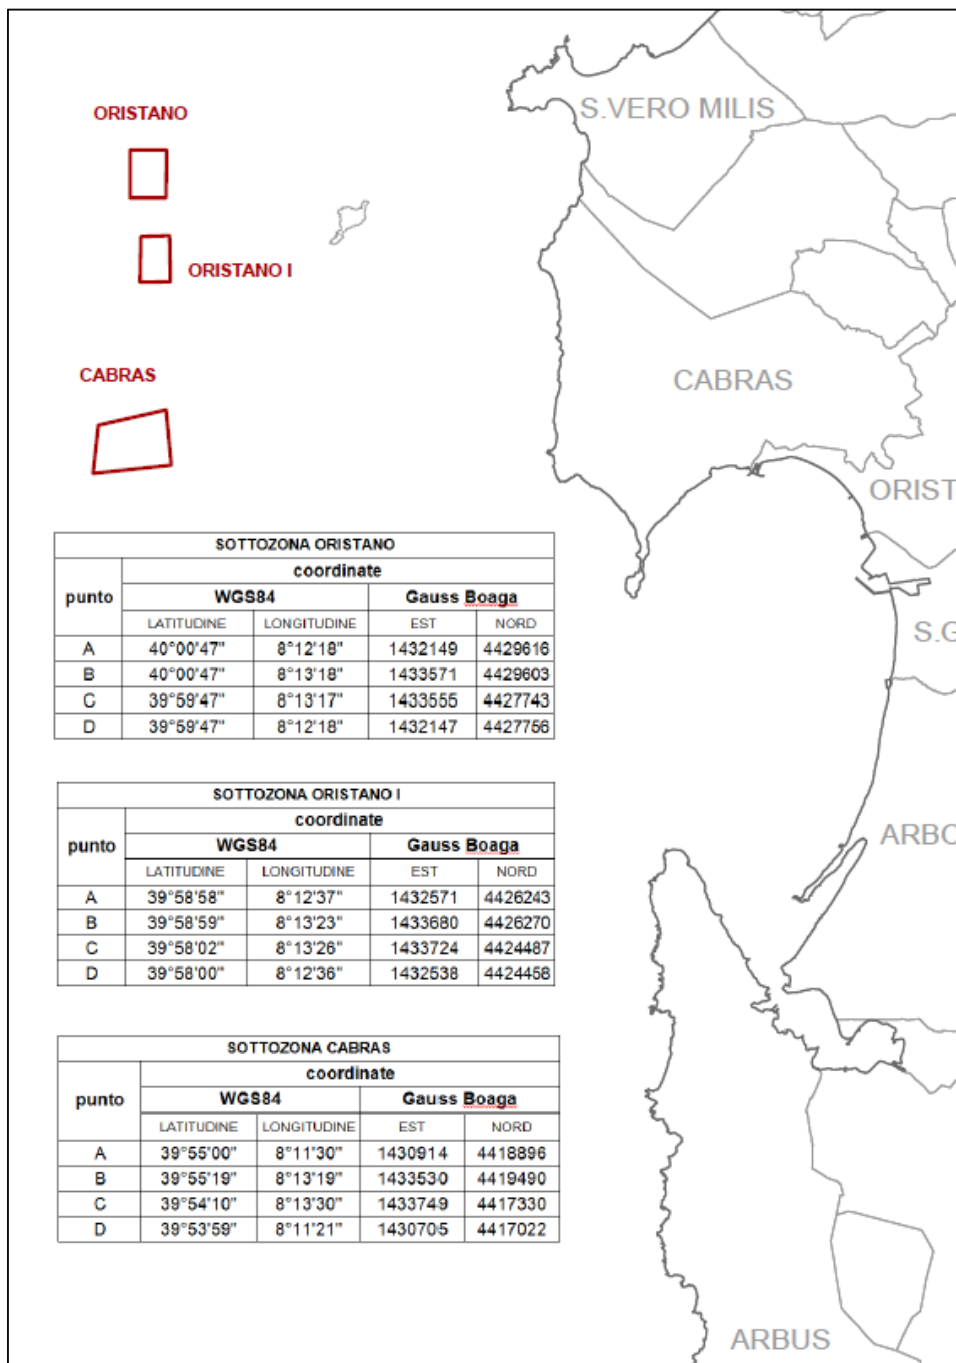 S.VERO MILIS
ORISTANO
ORISTANO I
CABRAS
CABRAS
ORIST
SOTTOZONA ORISTANO
punto coordinate
WGS84 Gauss Boaga
LATITUDINE LONGITUDINE EST NORD
A 40°00'47" 8°12'18" 1432149 4429616
B 40°00'47" 8°13'18" 1433571 4429603
C 39°59'47" 8°13'17" 1433555 4427743
D 39°59'47" 8°12'18" 1432147 4427756
S.G
SOTTOZONA ORISTANO I
punto coordinate
WGS84 Gauss Boaga
LATITUDINE LONGITUDINE EST NORD
A 39°58'58" 8°12'37" 1432571 4426243
B 39°58'59" 8°13'23" 1433680 4426270
C 39°58'02" 8°13'26" 1433724 4424487
D 39°58'00" 8°12'36" 1432538 4424458
ARBO
SOTTOZONA CABRAS
punto coordinate
WGS84 Gauss Boaga
LATITUDINE LONGITUDINE EST NORD
A 39°55'00" 8°11'30" 1430914 4418896
B 39°55'19" 8°13'19" 1433530 4419490
C 39°54'10" 8°13'30" 1433749 4417330
D 39°53'59" 8°11'21" 1430705 4417022
ARBUS